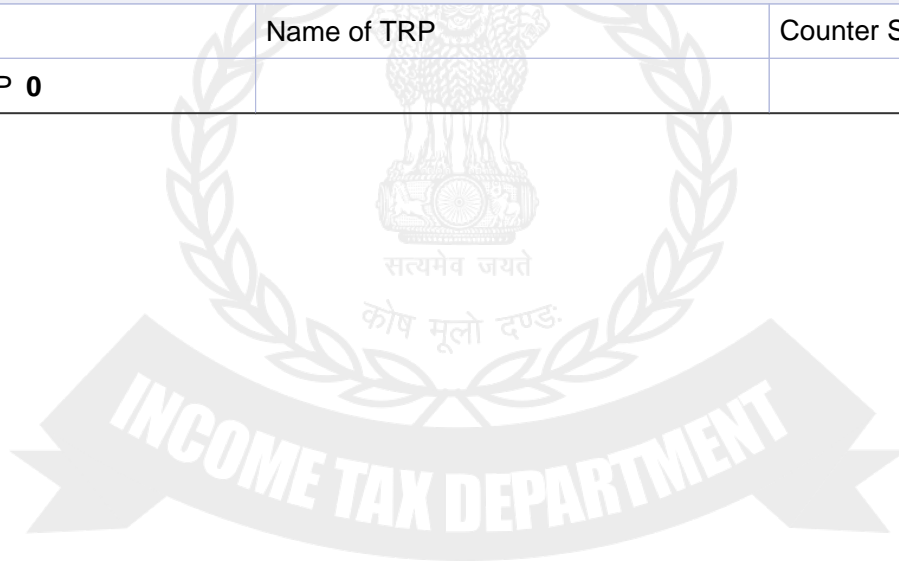 Name of TRP
Counter S
P 0
सत्यमेव जयते
कोष मूलो दण्डः
INCOME TAX DEPARTMENT